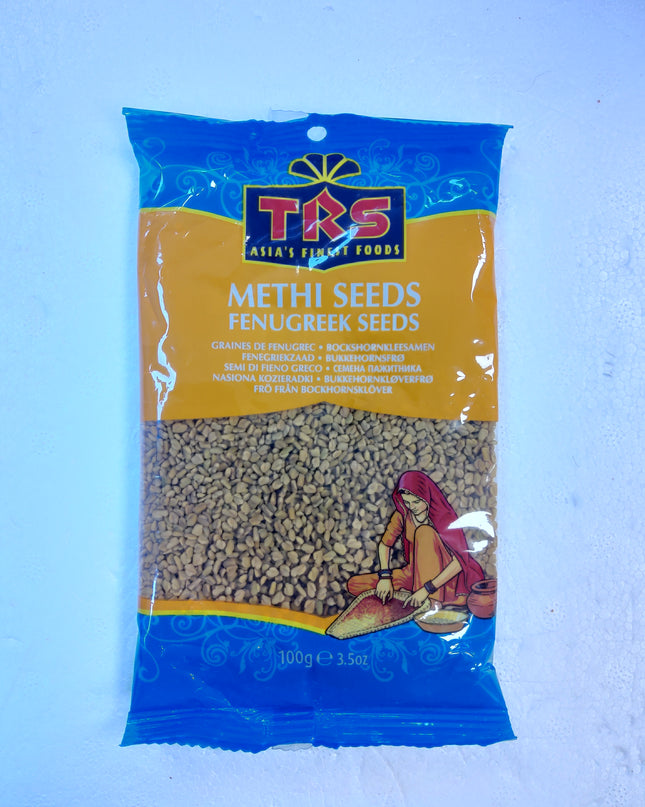 TRS
ASIA'S FINEST FOODS
METHI SEEDS
FENUGREEK SEEDS
GRAINES DE FENUGREC • BOCKSHORNKLEESAMEN
FENEGRIEKZAAD • BUKKEHORNSFRØ
SEMI DI FIENO GRECO • СЕМЕНА ПАЖИТНИКА
NASIONA KOZIERADKI • BUKKEHORNKLØVERFRØ
FRÖ FRÅN BOCKHORNSKLÖVER
100g ℮ 3.5oz